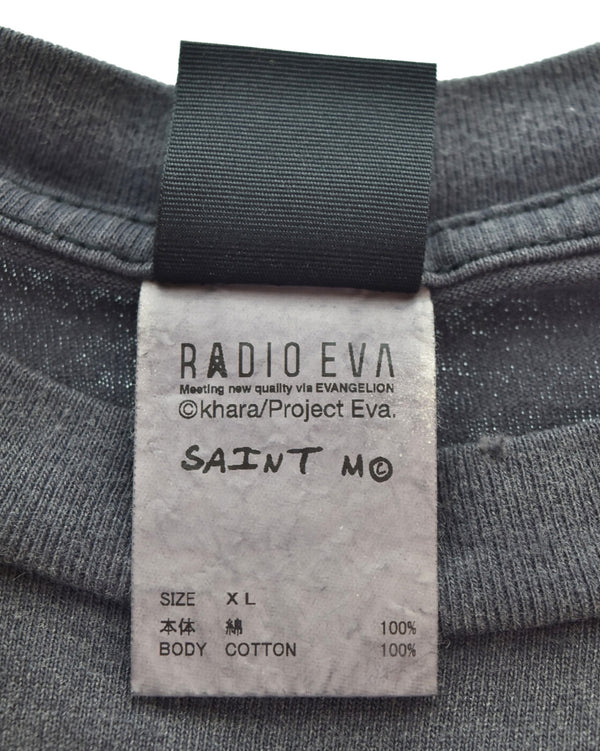 RADIO EVA
Meeting new quality via EVANGELION
©khara/Project Eva.
SAINT M©
SIZE XL
本体 綿 100%
BODY COTTON 100%